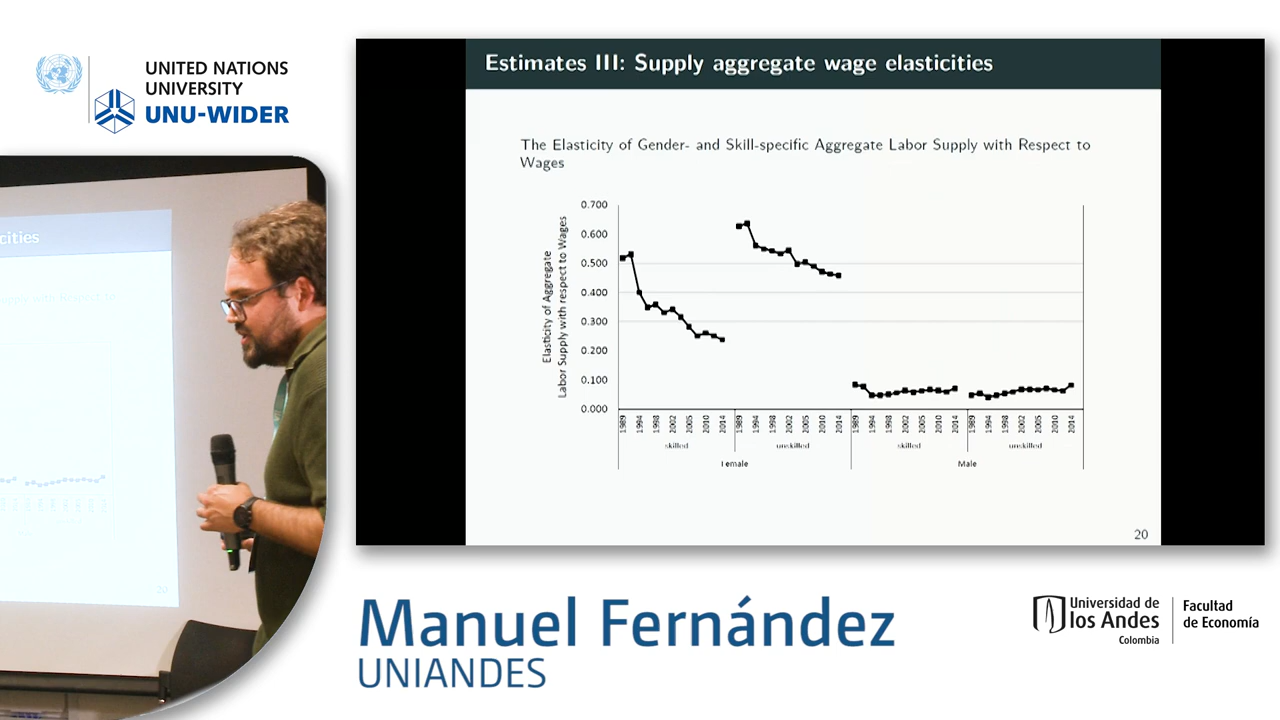 UNITED NATIONS
UNIVERSITY
UNU-WIDER
cities
20
Estimates III: Supply aggregate wage elasticities
The Elasticity of Gender- and Skill-specific Aggregate Labor Supply with Respect to
Wages
Elasticity of Aggregate
Labor Supply with respect to Wages
0.700
0.600
0.500
0.400
0.300
0.200
0.100
0.000
1989 1994 1998 2002 2005 2010 2014 1989 1994 1998 2002 2005 2010 2014 1989 1994 1998 2002 2005 2010 2014 1989 1994 1998 2002 2005 2010 2014
skilled unskilled skilled unskilled
Female Male
20
Manuel Fernández
UNIANDES
Universidad de
los Andes
Colombia
Facultad
de Economía